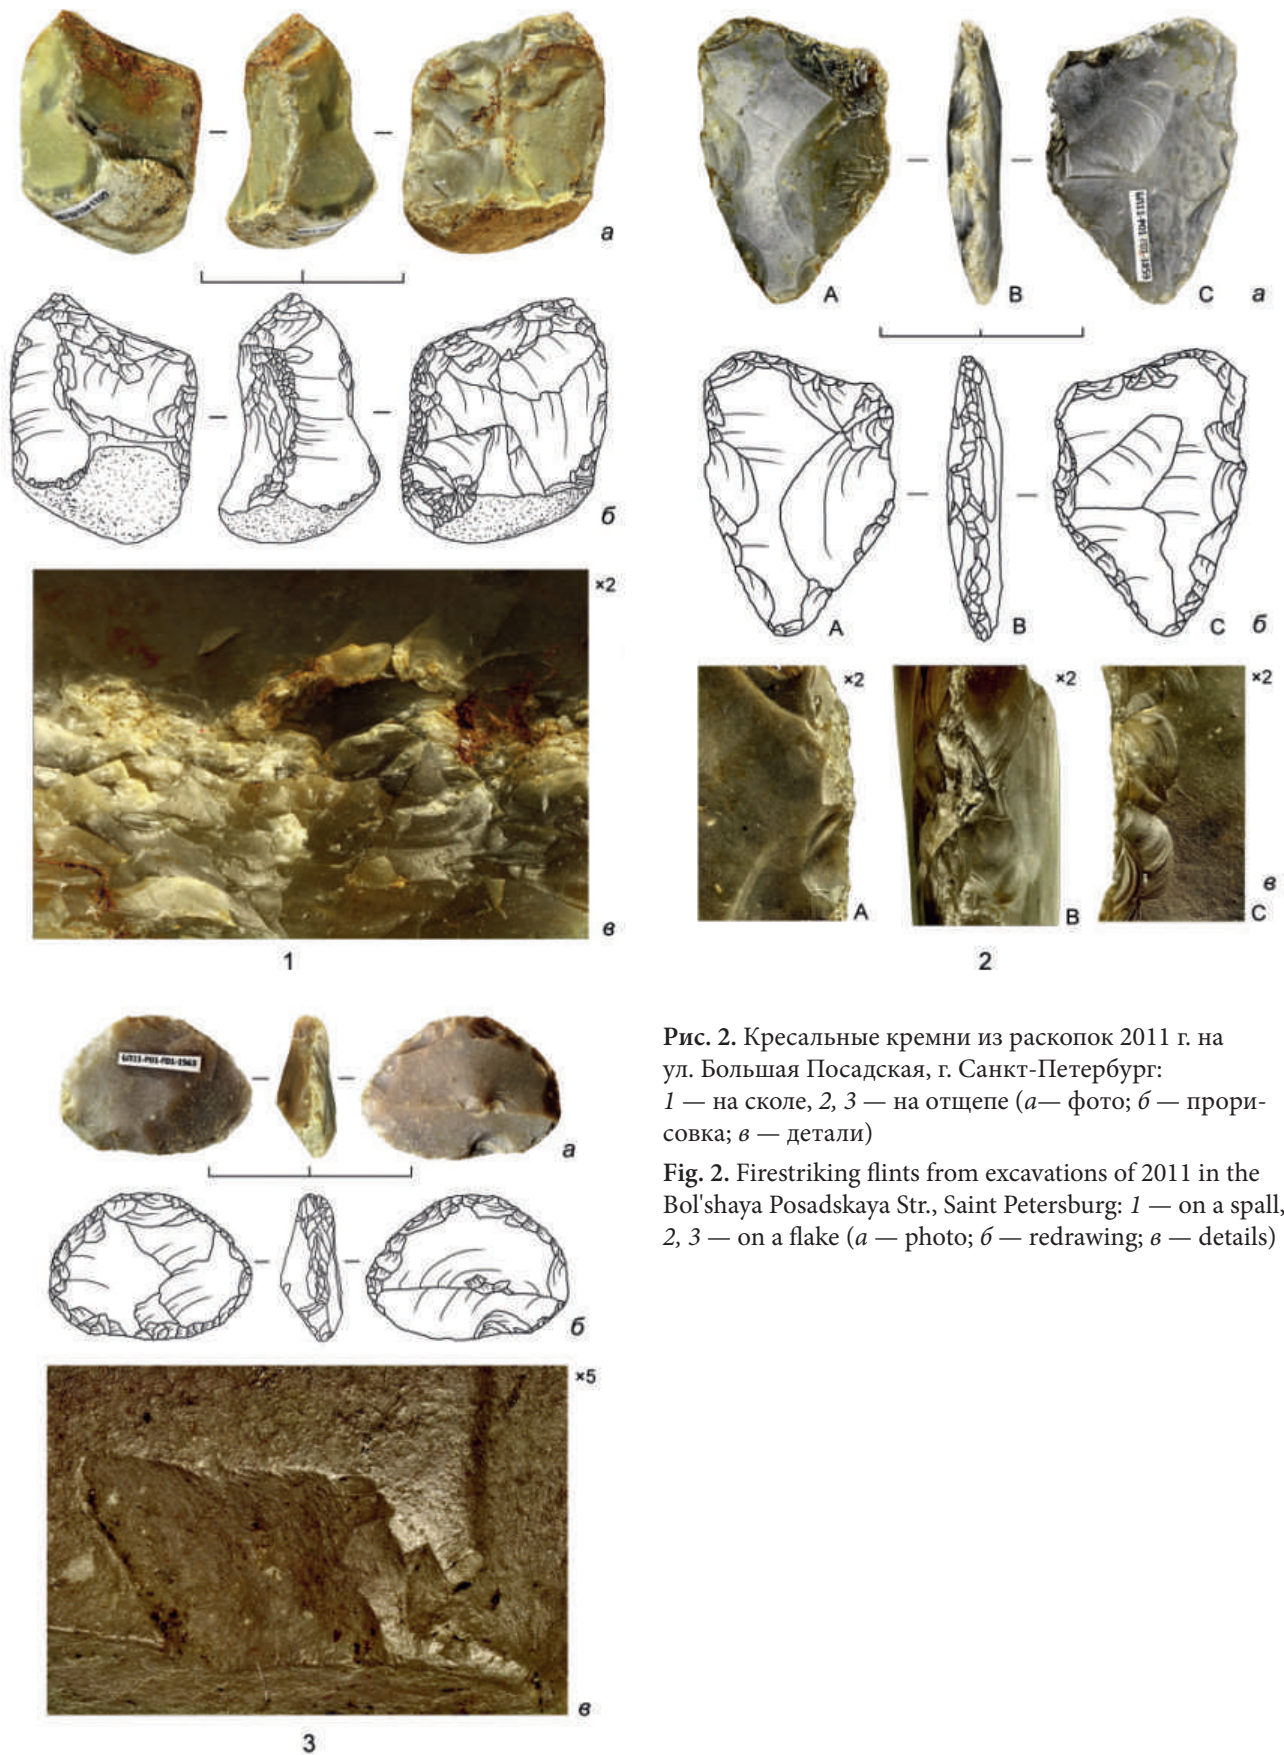 а
б
×2
в
1
A
B
C
а
A
B
C
б
×2
×2
×2
в
A
B
C
2
а
б
×5
в
3
Рис. 2. Кресальные кремни из раскопок 2011 г. на
ул. Большая Посадская, г. Санкт-Петербург:
1 — на сколе, 2, 3 — на отщепе (а— фото; б — прори-
совка; в — детали)
Fig. 2. Firestriking flints from excavations of 2011 in the
Bol'shaya Posadskaya Str., Saint Petersburg: 1 — on a spall,
2, 3 — on a flake (а — photo; б — redrawing; в — details)